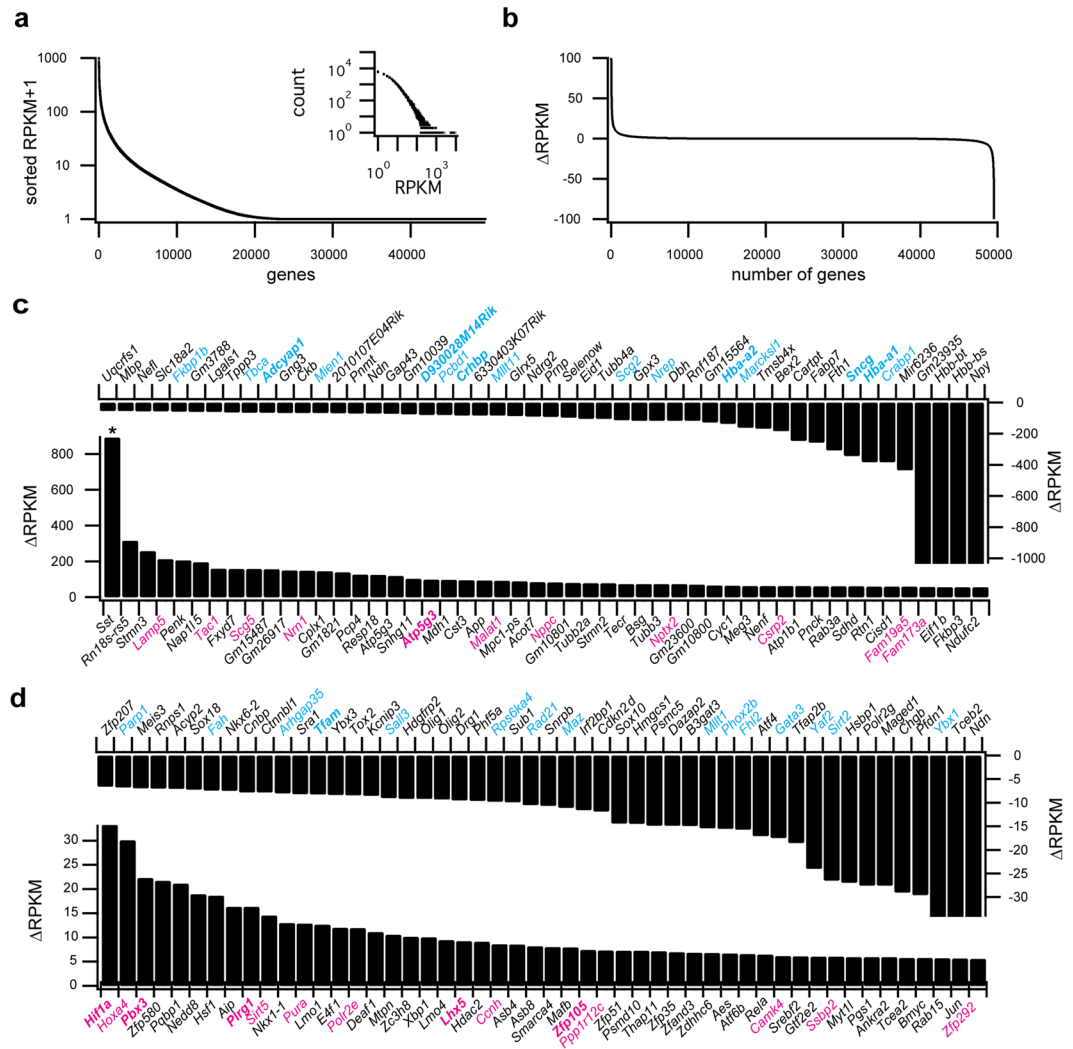 a
b
1000
100
10
1
sorted RPKM+1
0
10000
20000
30000
40000
genes
10^4
10^2
10^0
count
10^0
10^3
RPKM
100
50
0
-50
-100
ΔRPKM
0
10000
20000
30000
40000
50000
number of genes
c
Uqcrfs1
Mbp
Nefl
Slc18a2
Fkbp1b
Gm3788
Lgals1
Tppp3
Tbca
Adcyap1
Gng3
Ckb
Mien1
2010107E04Rik
Pnmt
Ndn
Gap43
Gm10039
D930028M14Rik
Pcbd1
Crhbp
6330403K07Rik
Mllt11
Glrx5
Ndrg2
Prnp
Selenow
Eid1
Tubb4a
Scg2
Gpx3
Nrep
Dbh
Rnf187
Gm15564
Hba-a2
Marcksl1
Tmsb4x
Bex2
Cartpt
Fabp7
Fth1
Sncg
Hba-a1
Crabp1
Mir6236
Gm23935
Hbb-bt
Hbb-bs
Npy
0
-200
-400
-600
-800
-1000
ΔRPKM
*
800
600
400
200
0
ΔRPKM
Sst
Rn18s-rs5
Stmn3
Lamp5
Penk
Nap1l5
Tac1
Fxyd7
Scg5
Gm15487
Gm26917
Nrn1
Cplx1
Gm1821
Pcp4
Resp18
Atp5g3
Snhg11
Atp5g3
Mdh1
Cst3
App
Malat1
Mpc1-ps
Acot7
Nppc
Gm10801
Tubb2a
Stmn2
Tecr
Bsg
Tubb3
Nptx2
Gm23600
Gm10800
Cyc1
Meg3
Nenf
Csrp2
Atp1b1
Pnck
Rab3a
Sdhd
Rtn1
Cisd1
Fam19a5
Fam173a
Eif1b
Fkbp3
Ndufc2
d
Zfp207
Parp1
Meis3
Rnps1
Acyp2
Sox18
Fah
Nkx6-2
Cnbp
Ctnnbl1
Arhgap35
Sra1
Tfam
Ybx3
Tox2
Kcnip3
Sall3
Hdgfrp2
Olig1
Olig2
Drg1
Phf5a
Rps6ka4
Sub1
Rad21
Snrpb
Maz
Irf2bp1
Cdkn2d
Sox10
Hmgcs1
Psmc5
Dazap2
B3gat3
Mllt1
Phox2b
Fhl2
Atf4
Gata3
Tfap2b
Yaf2
Sirt2
Hsbp1
Polr2g
Maged1
Chgb
Pfdn1
Ybx1
Tceb2
Ndn
0
-5
-10
-15
-20
-25
-30
ΔRPKM
30
25
20
15
10
5
0
ΔRPKM
Hif1a
Hoxa4
Pbx3
Zfp580
Pqbp1
Nedd8
Hsf1
Aip
Plrg1
Sirt5
Nkx1-1
Pura
Lmo1
E4f1
Polr2e
Deaf1
Mtpn
Zc3h8
Xbp1
Lmo4
Lhx5
Hdac2
Ccnh
Asb4
Asb8
Smarca4
Mafb
Zfp105
Ppp1r12c
Zfp51
Psmd10
Thap11
Zfp35
Zfand3
Zdhhc6
Aes
Atf6b
Rela
Camk4
Srebf2
Gtf2e2
Ssbp2
Myt1l
Pgs1
Ankra2
Tcea2
Bmyc
Rab15
Jun
Zfp292